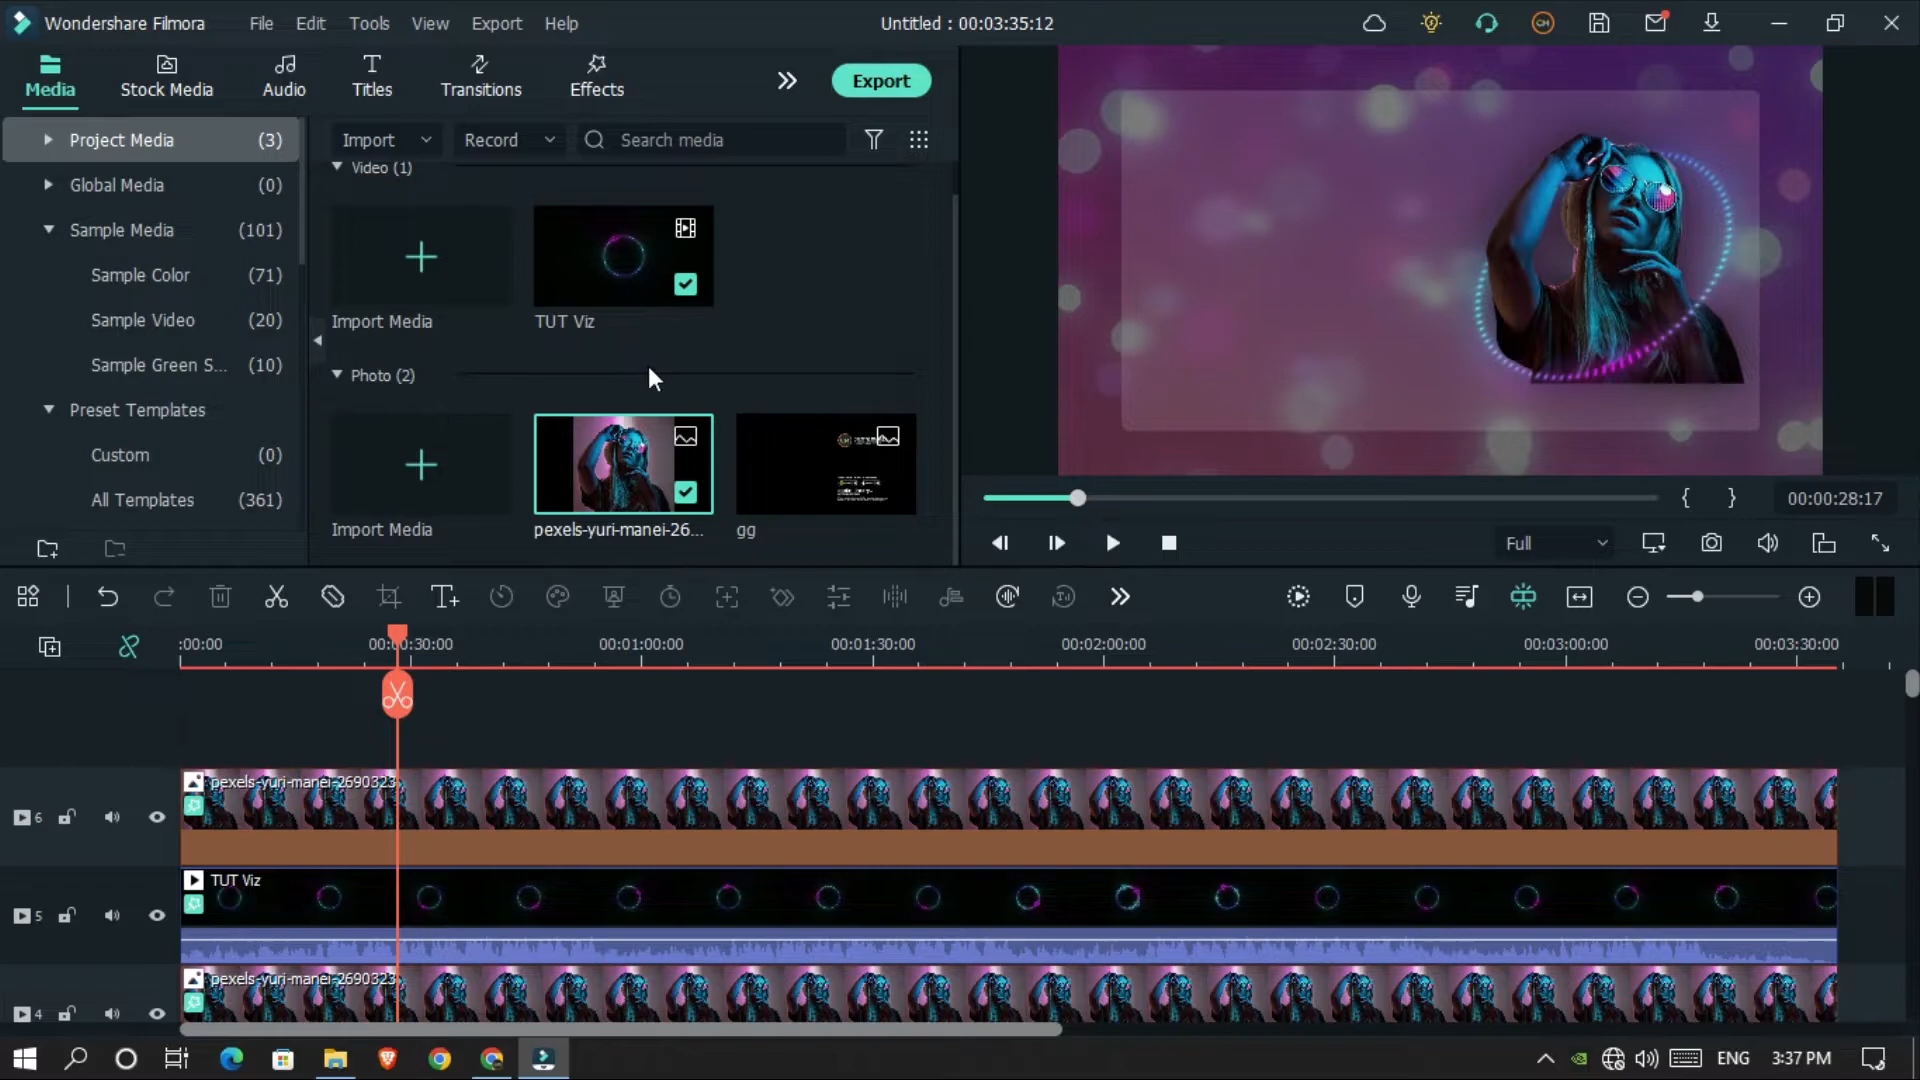 Wondershare Filmora
File
Edit
Tools
View
Export
Help
Untitled : 00:03:35:12
Media
Stock Media
Audio
Titles
Transitions
Effects
Export
Project Media (3)
Global Media (0)
Sample Media (101)
Sample Color (71)
Sample Video (20)
Sample Green S... (10)
Preset Templates
Custom (0)
All Templates (361)
Import
Record
Search media
Video (1)
Import Media
TUT Viz
Photo (2)
Import Media
pexels-yuri-manei-26...
gg
00:00:28:17
Full
:00:00
00:00:30:00
00:01:00:00
00:01:30:00
00:02:00:00
00:02:30:00
00:03:00:00
00:03:30:00
pexels-yuri-manei-2690323
6
TUT Viz
5
pexels-yuri-manei-2690323
4
ENG
3:37 PM